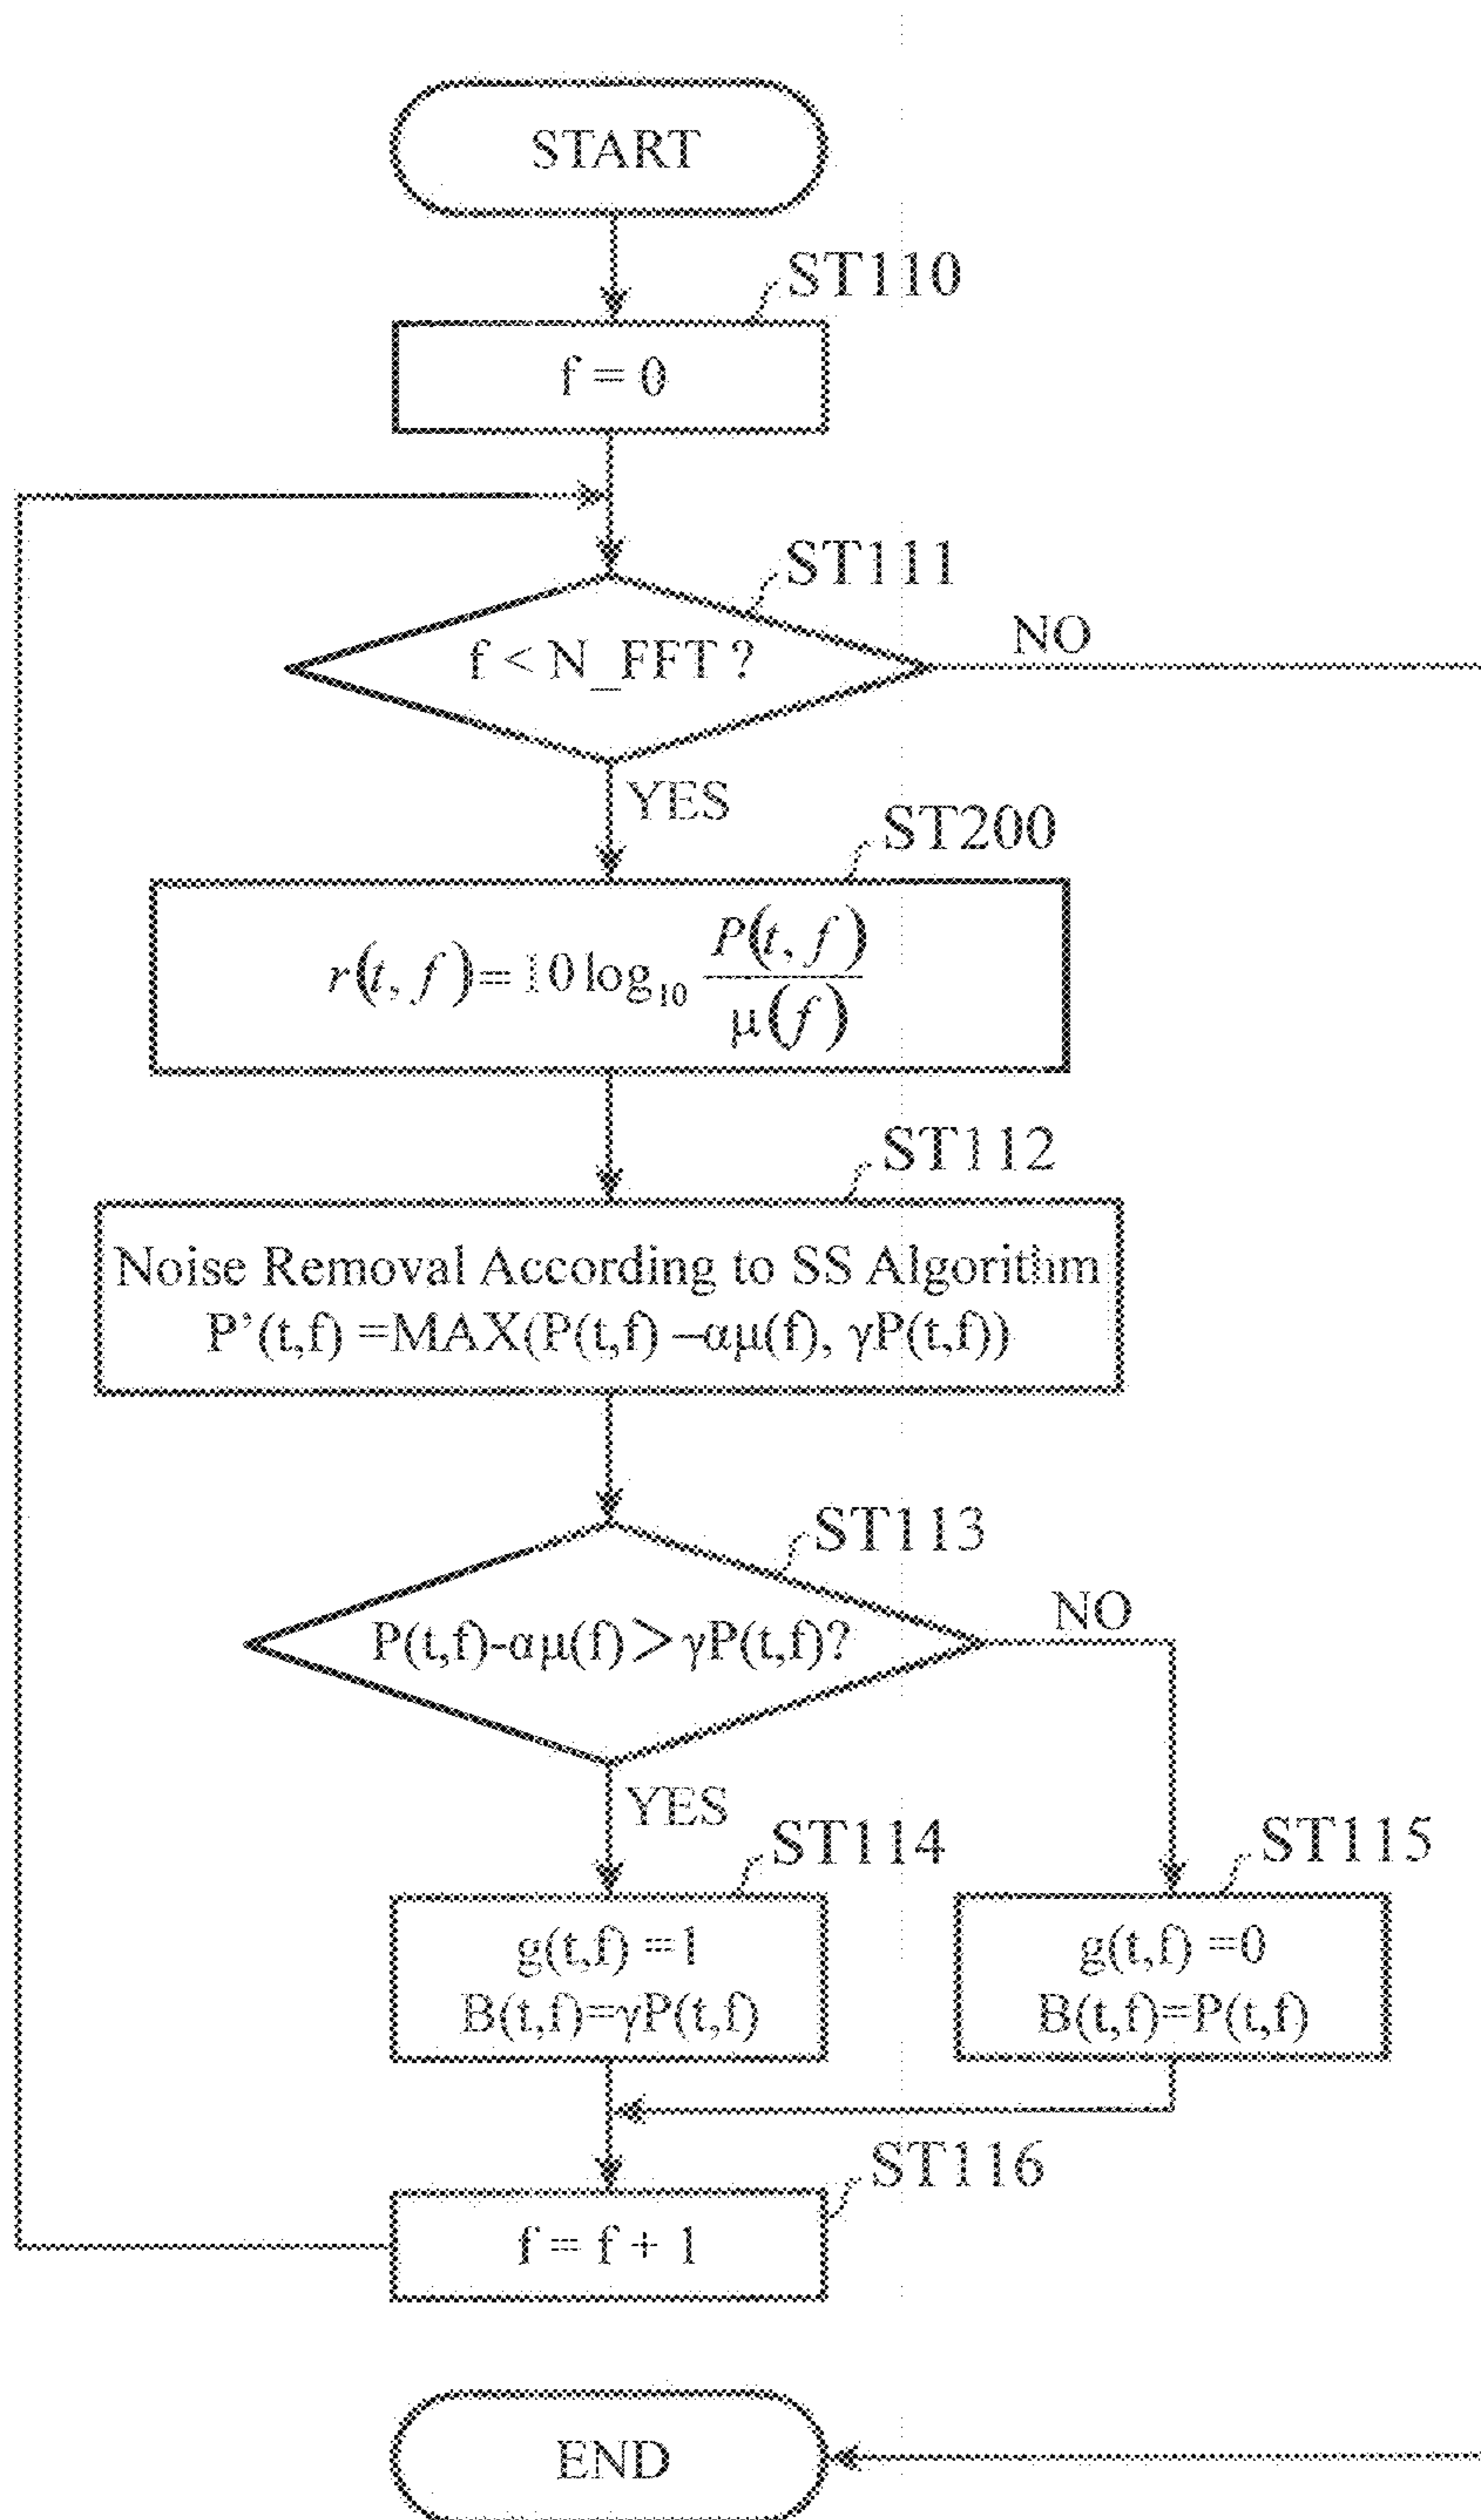 START
ST110
f = 0
ST111
f < N_FFT ?
NO
YES
ST200
r(t, f)= 10 log₁₀ P(t, f) / μ(f)
ST112
Noise Removal According to SS Algorithm
P’(t,f) =MAX(P(t,f) –αμ(f), γP(t,f))
ST113
P(t,f)-αμ(f) > γP(t,f)?
NO
YES
ST114
ST115
g(t,f) =1
B(t,f)=γP(t,f)
g(t,f) =0
B(t,f)=P(t,f)
ST116
f = f + 1
END